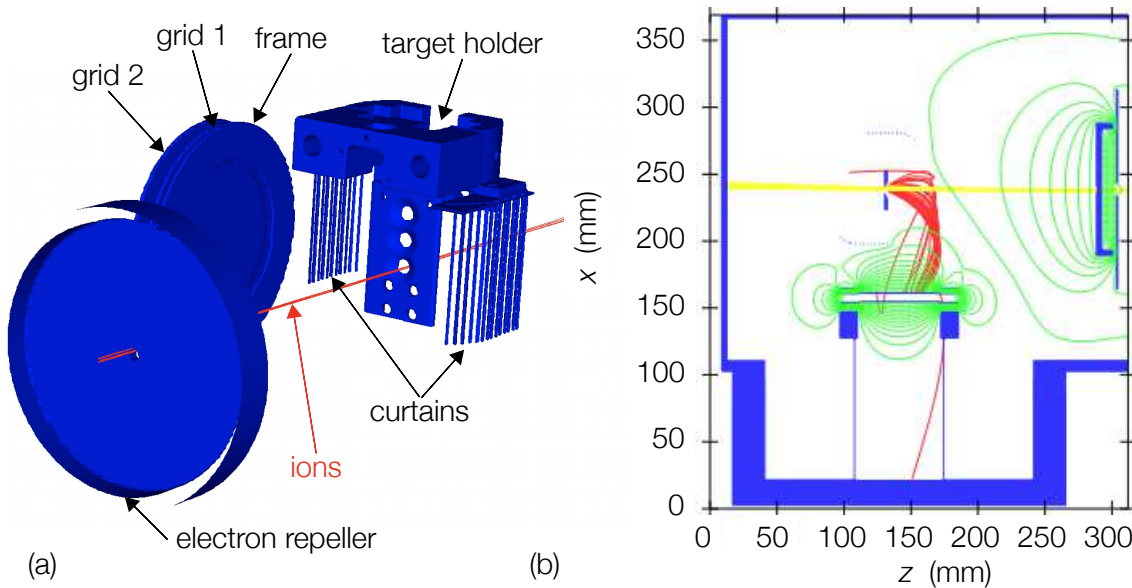 grid 1
frame
target holder
grid 2
curtains
ions
electron repeller
(a)
(b)
350
300
250
200
150
100
50
0
x (mm)
0 50 100 150 200 250 300
z (mm)